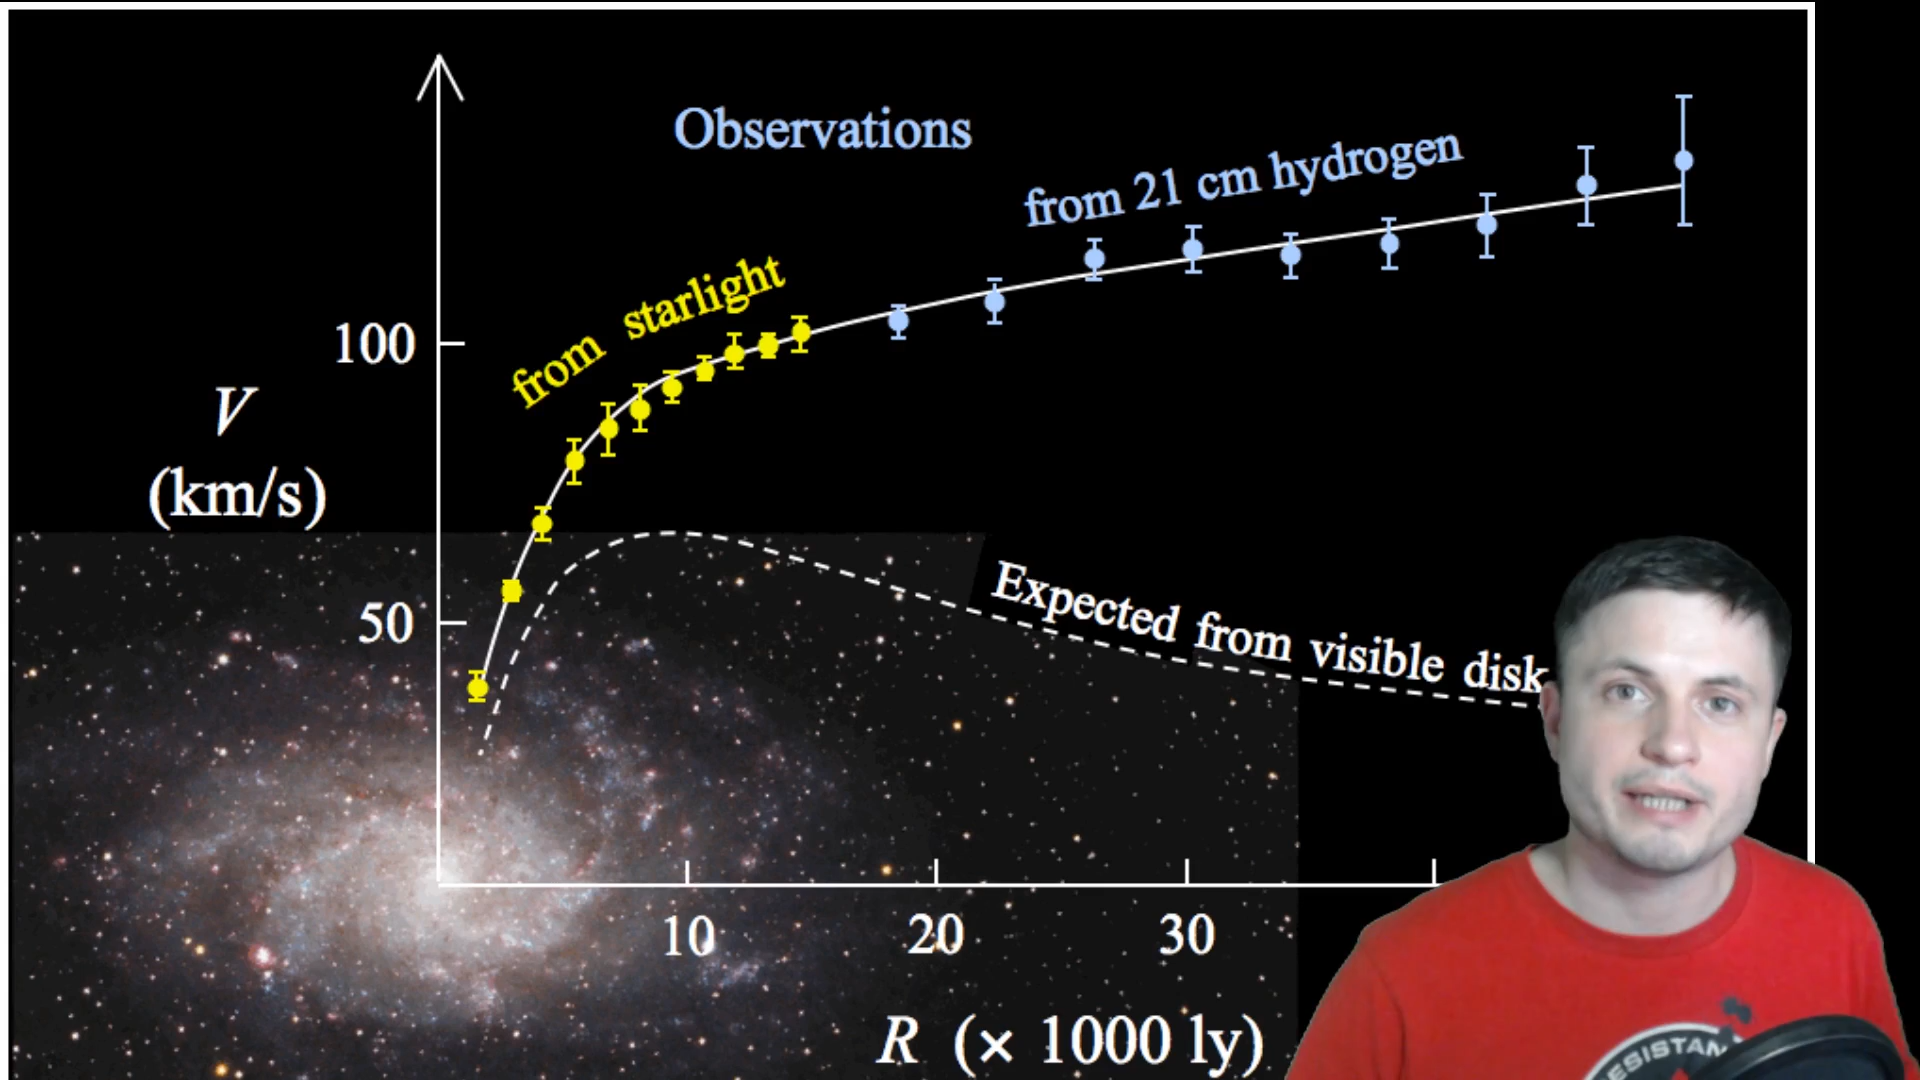 Observations
from 21 cm hydrogen
from starlight
100
V
(km/s)
50
Expected from visible disk
10
20
30
R (× 1000 ly)